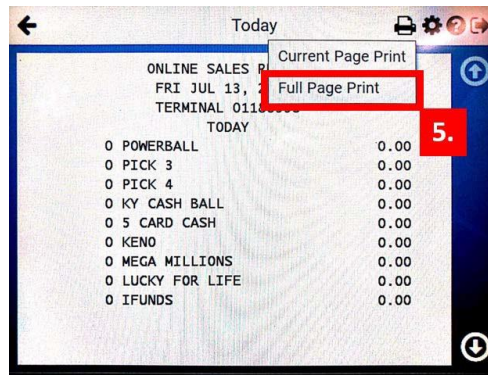 Today
Current Page Print
Full Page Print
5.
ONLINE SALES
FRI JUL 13,
TERMINAL
TODAY
0 POWERBALL 0.00
0 PICK 3 0.00
0 PICK 4 0.00
0 KY CASH BALL 0.00
0 5 CARD CASH 0.00
0 KENO 0.00
0 MEGA MILLIONS 0.00
0 LUCKY FOR LIFE 0.00
0 IFUNDS 0.00